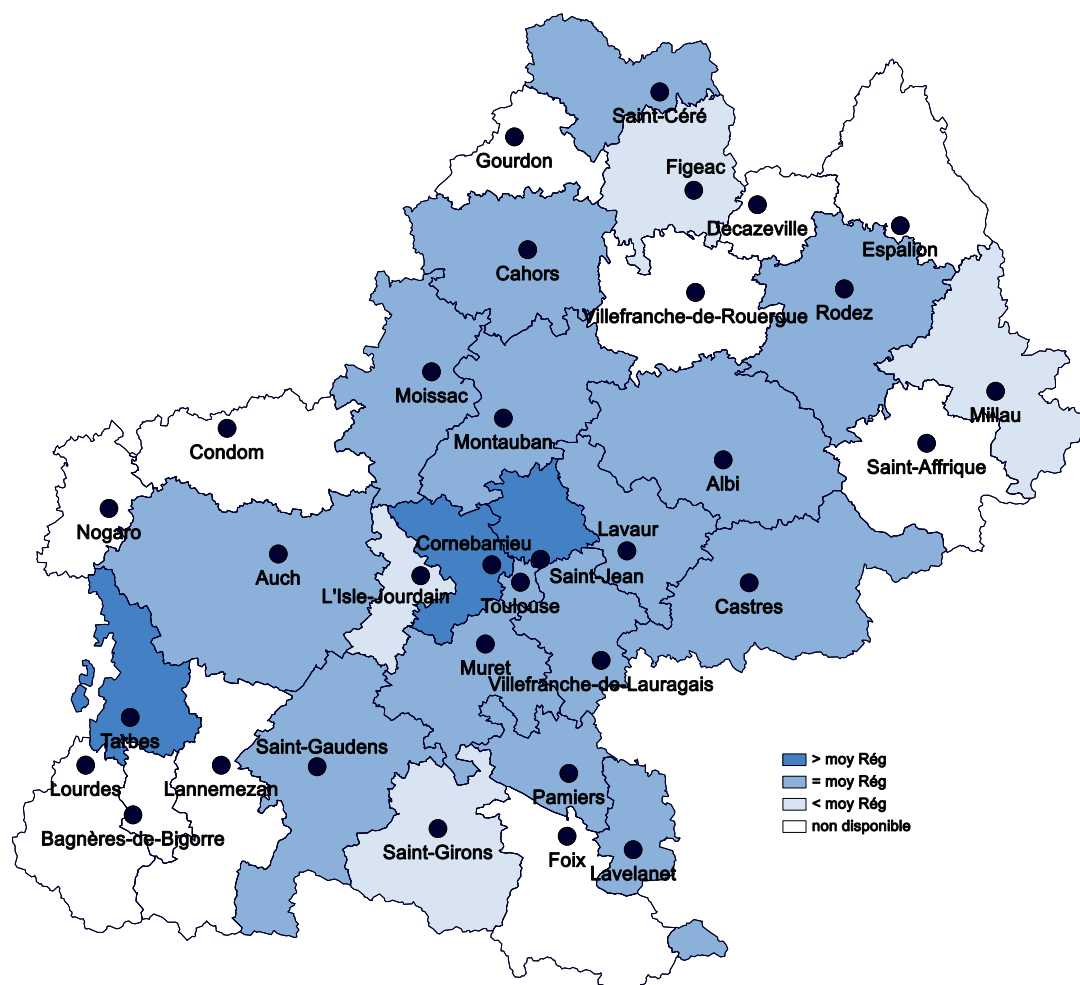 Saint-Céré
Gourdon
Figeac
Decazeville
Espalion
Cahors
Villefranche-de-Rouergue
Rodez
Moissac
Millau
Montauban
Condom
Saint-Affrique
Albi
Nogaro
Lavaur
Cornebarrieu
Auch
Saint-Jean
L'Isle-Jourdain
Toulouse
Castres
Muret
Villefranche-de-Lauragais
Tarbes
Saint-Gaudens
Lourdes
Lannemezan
Pamiers
Bagnères-de-Bigorre
Saint-Girons
Foix
Lavelanet
> moy Rég
= moy Rég
< moy Rég
non disponible